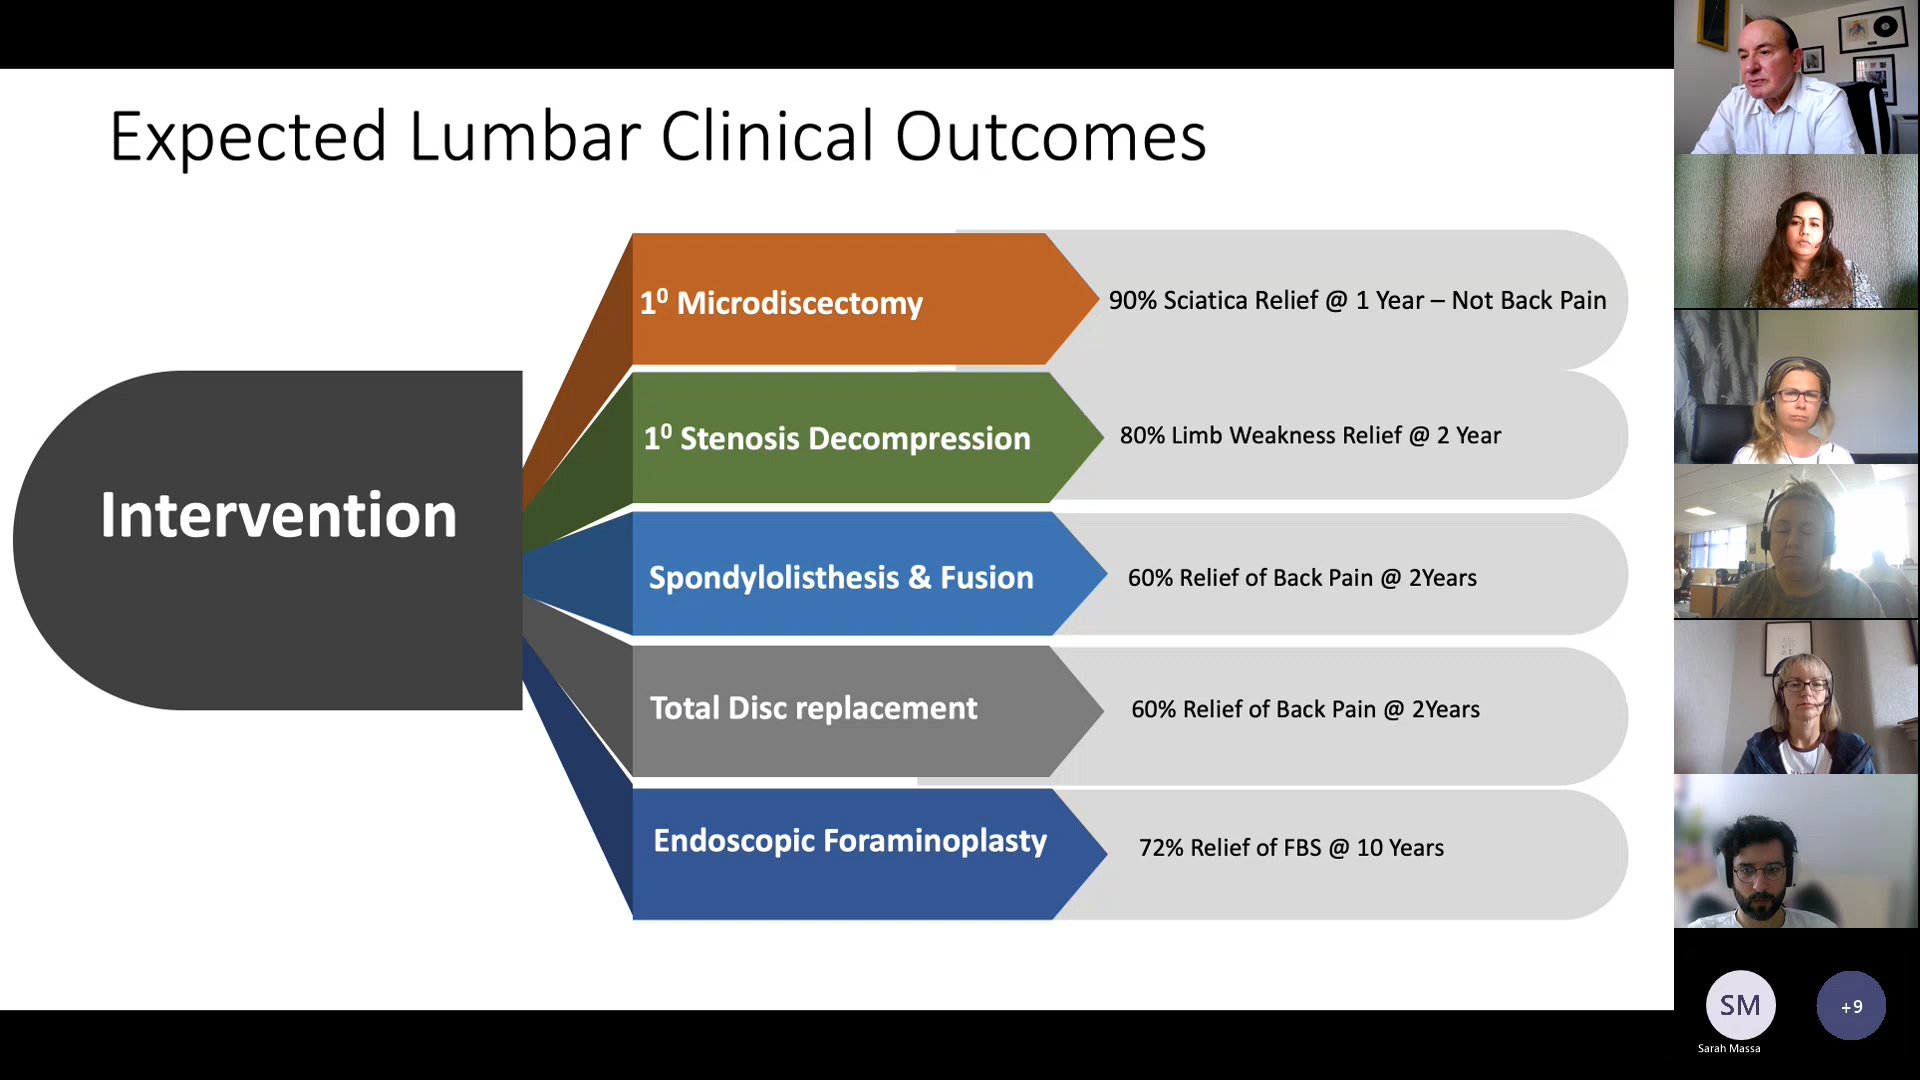 Expected Lumbar Clinical Outcomes
Intervention
1⁰ Microdiscectomy
90% Sciatica Relief @ 1 Year – Not Back Pain
1⁰ Stenosis Decompression
80% Limb Weakness Relief @ 2 Year
Spondylolisthesis & Fusion
60% Relief of Back Pain @ 2Years
Total Disc replacement
60% Relief of Back Pain @ 2Years
Endoscopic Foraminoplasty
72% Relief of FBS @ 10 Years
SM
+9
Sarah Massa